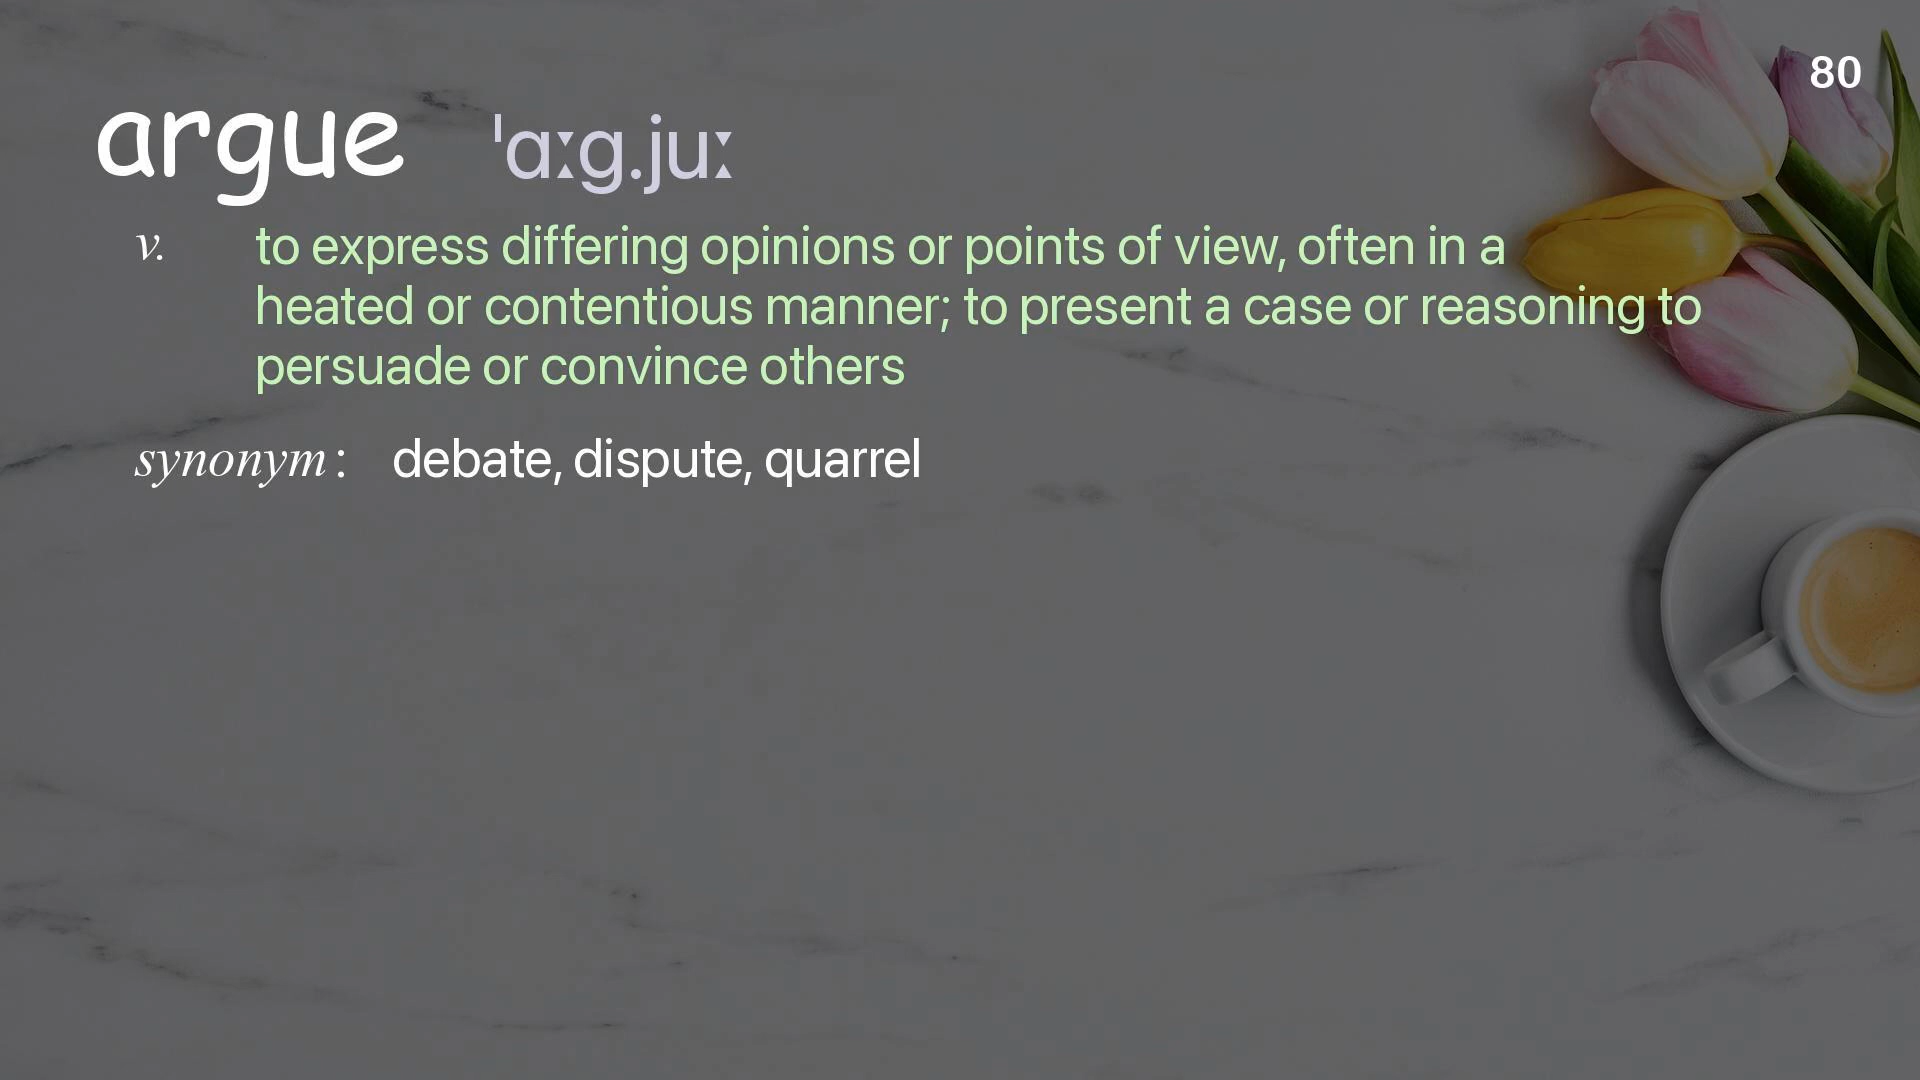 80
argue ˈɑːg.juː
v. to express differing opinions or points of view, often in a
heated or contentious manner; to present a case or reasoning to
persuade or convince others
synonym: debate, dispute, quarrel